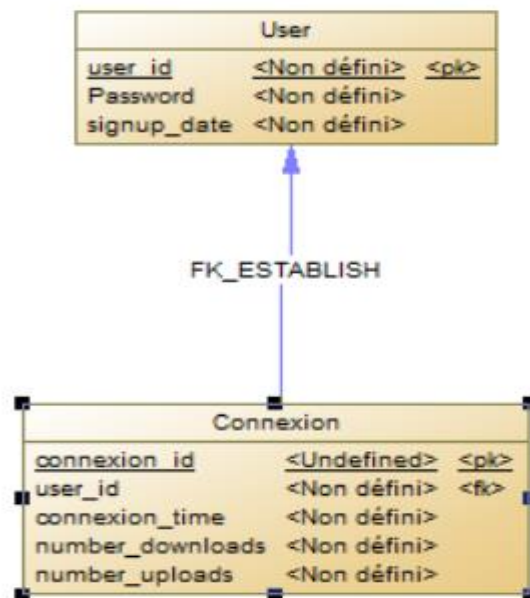 User
user_id <Non défini> <pk>
Password <Non défini>
signup_date <Non défini>
FK_ESTABLISH
Connexion
connexion_id <Undefined> <pk>
user_id <Non défini> <fk>
connexion_time <Non défini>
number_downloads <Non défini>
number_uploads <Non défini>